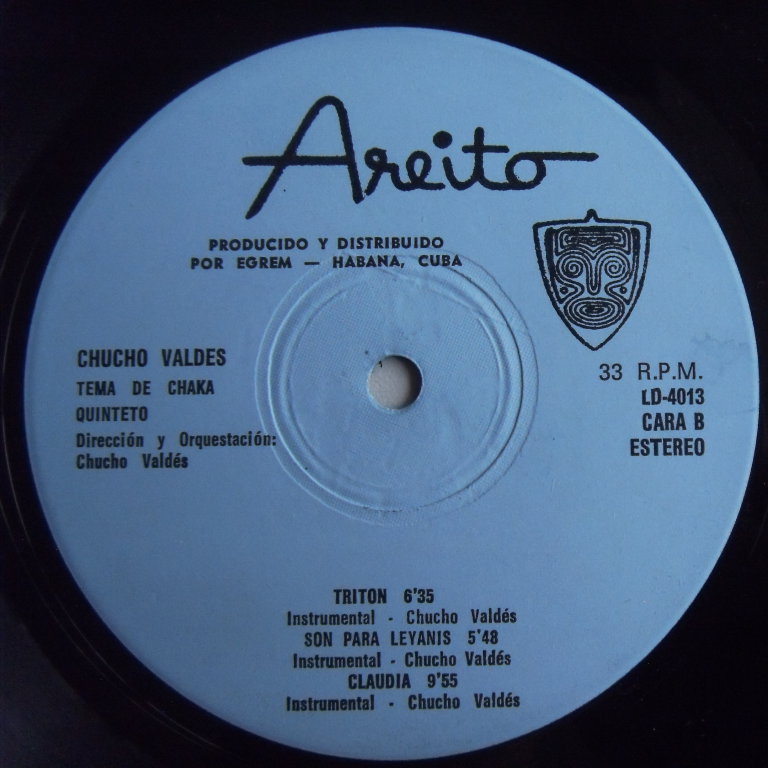 Areito
PRODUCIDO Y DISTRIBUIDO
POR EGREM — HABANA, CUBA
CHUCHO VALDES
TEMA DE CHAKA
QUINTETO
Dirección y Orquestación:
Chucho Valdés
33 R.P.M.
LD-4013
CARA B
ESTEREO
TRITON 6'35
Instrumental - Chucho Valdés
SON PARA LEYANIS 5'48
Instrumental - Chucho Valdés
CLAUDIA 9'55
Instrumental - Chucho Valdés